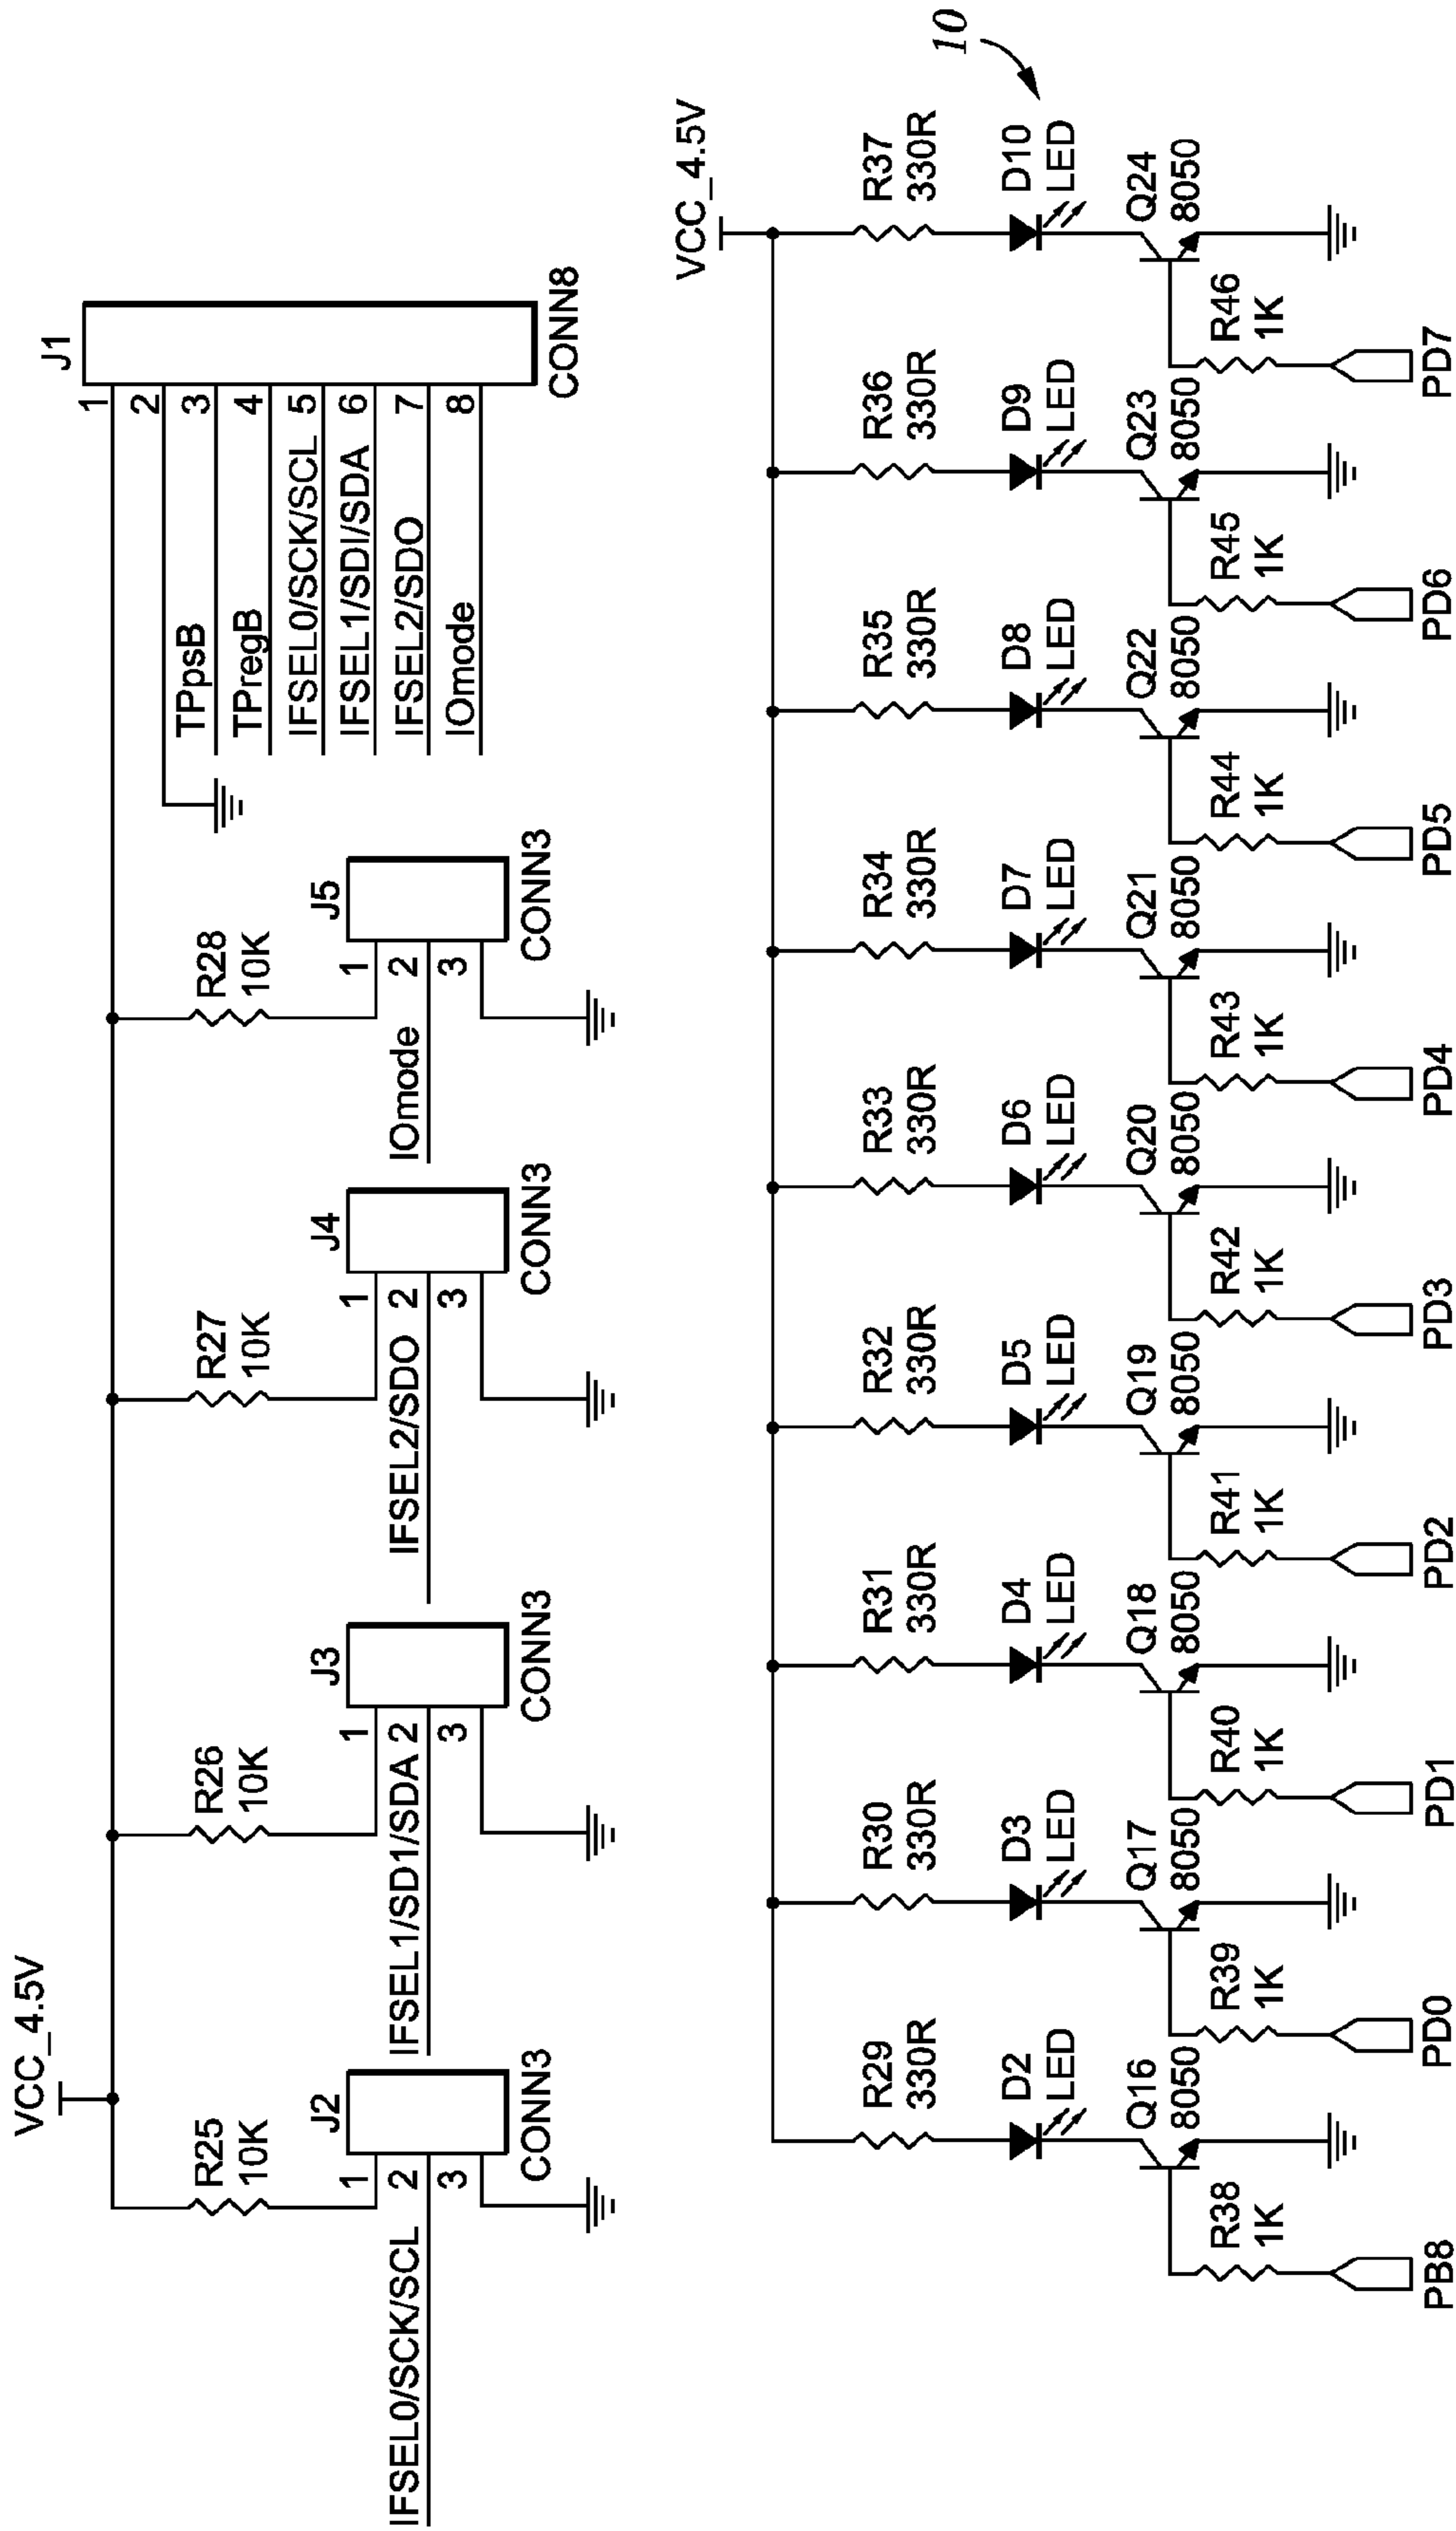 VCC_4.5V
R25
10K
R26
10K
R27
10K
R28
10K
J2
1
2
3
CONN3
IFSEL0/SCK/SCL
J3
1
2
3
CONN3
IFSEL1/SD1/SDA
J4
1
2
3
CONN3
IFSEL2/SDO
J5
1
2
3
CONN3
IOmode
J1
1
2
TPpsB 3
TPregB 4
IFSEL0/SCK/SCL 5
IFSEL1/SDI/SDA 6
IFSEL2/SDO 7
IOmode 8
CONN8
VCC_4.5V
10
R29
330R
R30
330R
R31
330R
R32
330R
R33
330R
R34
330R
R35
330R
R36
330R
R37
330R
D2
LED
D3
LED
D4
LED
D5
LED
D6
LED
D7
LED
D8
LED
D9
LED
D10
LED
Q16
8050
Q17
8050
Q18
8050
Q19
8050
Q20
8050
Q21
8050
Q22
8050
Q23
8050
Q24
8050
R38
1K
R39
1K
R40
1K
R41
1K
R42
1K
R43
1K
R44
1K
R45
1K
R46
1K
PB8
PD0
PD1
PD2
PD3
PD4
PD5
PD6
PD7